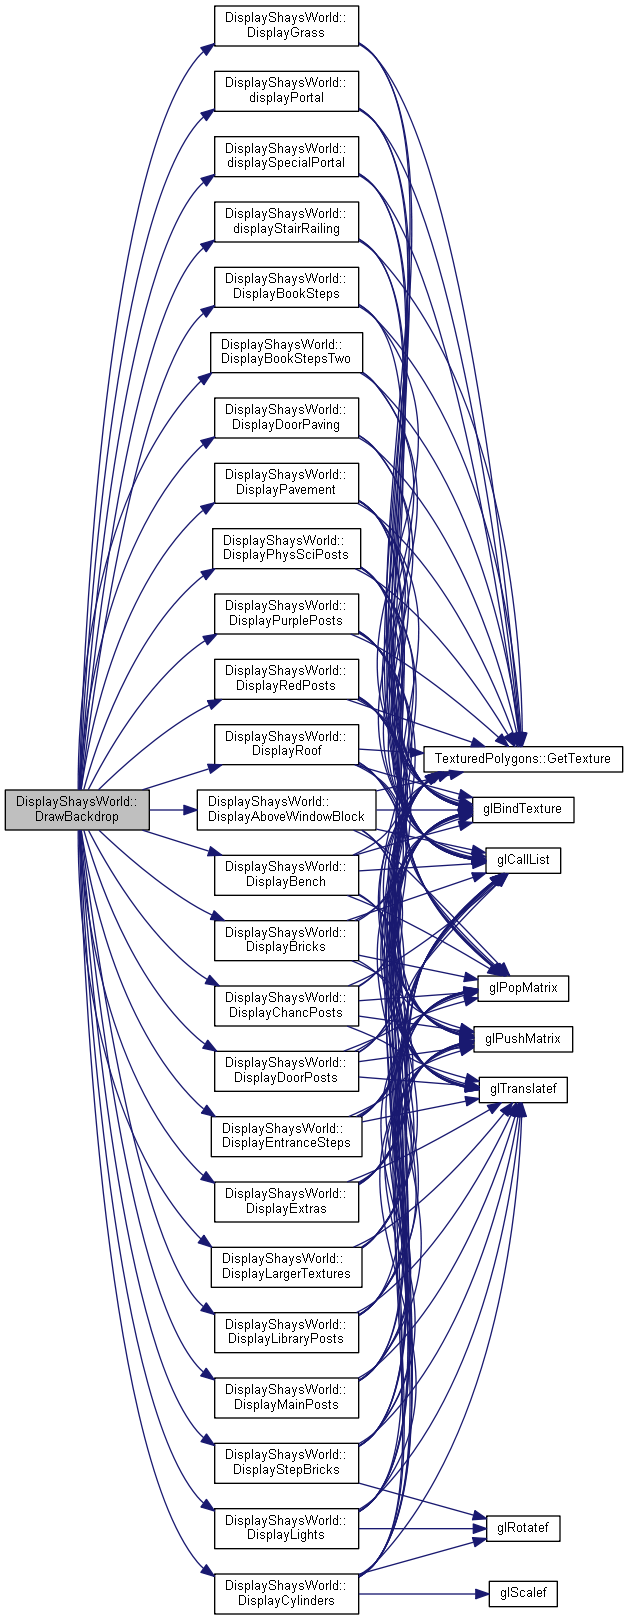 DisplayShaysWorld::
DrawBackdrop
DisplayShaysWorld::
DisplayGrass
DisplayShaysWorld::
displayPortal
DisplayShaysWorld::
displaySpecialPortal
DisplayShaysWorld::
displayStairRailing
DisplayShaysWorld::
DisplayBookSteps
DisplayShaysWorld::
DisplayBookStepsTwo
DisplayShaysWorld::
DisplayDoorPaving
DisplayShaysWorld::
DisplayPavement
DisplayShaysWorld::
DisplayPhysSciPosts
DisplayShaysWorld::
DisplayPurplePosts
DisplayShaysWorld::
DisplayRedPosts
DisplayShaysWorld::
DisplayRoof
DisplayShaysWorld::
DisplayAboveWindowBlock
DisplayShaysWorld::
DisplayBench
DisplayShaysWorld::
DisplayBricks
DisplayShaysWorld::
DisplayChancPosts
DisplayShaysWorld::
DisplayDoorPosts
DisplayShaysWorld::
DisplayEntranceSteps
DisplayShaysWorld::
DisplayExtras
DisplayShaysWorld::
DisplayLargerTextures
DisplayShaysWorld::
DisplayLibraryPosts
DisplayShaysWorld::
DisplayMainPosts
DisplayShaysWorld::
DisplayStepBricks
DisplayShaysWorld::
DisplayLights
DisplayShaysWorld::
DisplayCylinders
TexturedPolygons::GetTexture
glBindTexture
glCallList
glPopMatrix
glPushMatrix
glTranslatef
glRotatef
glScalef